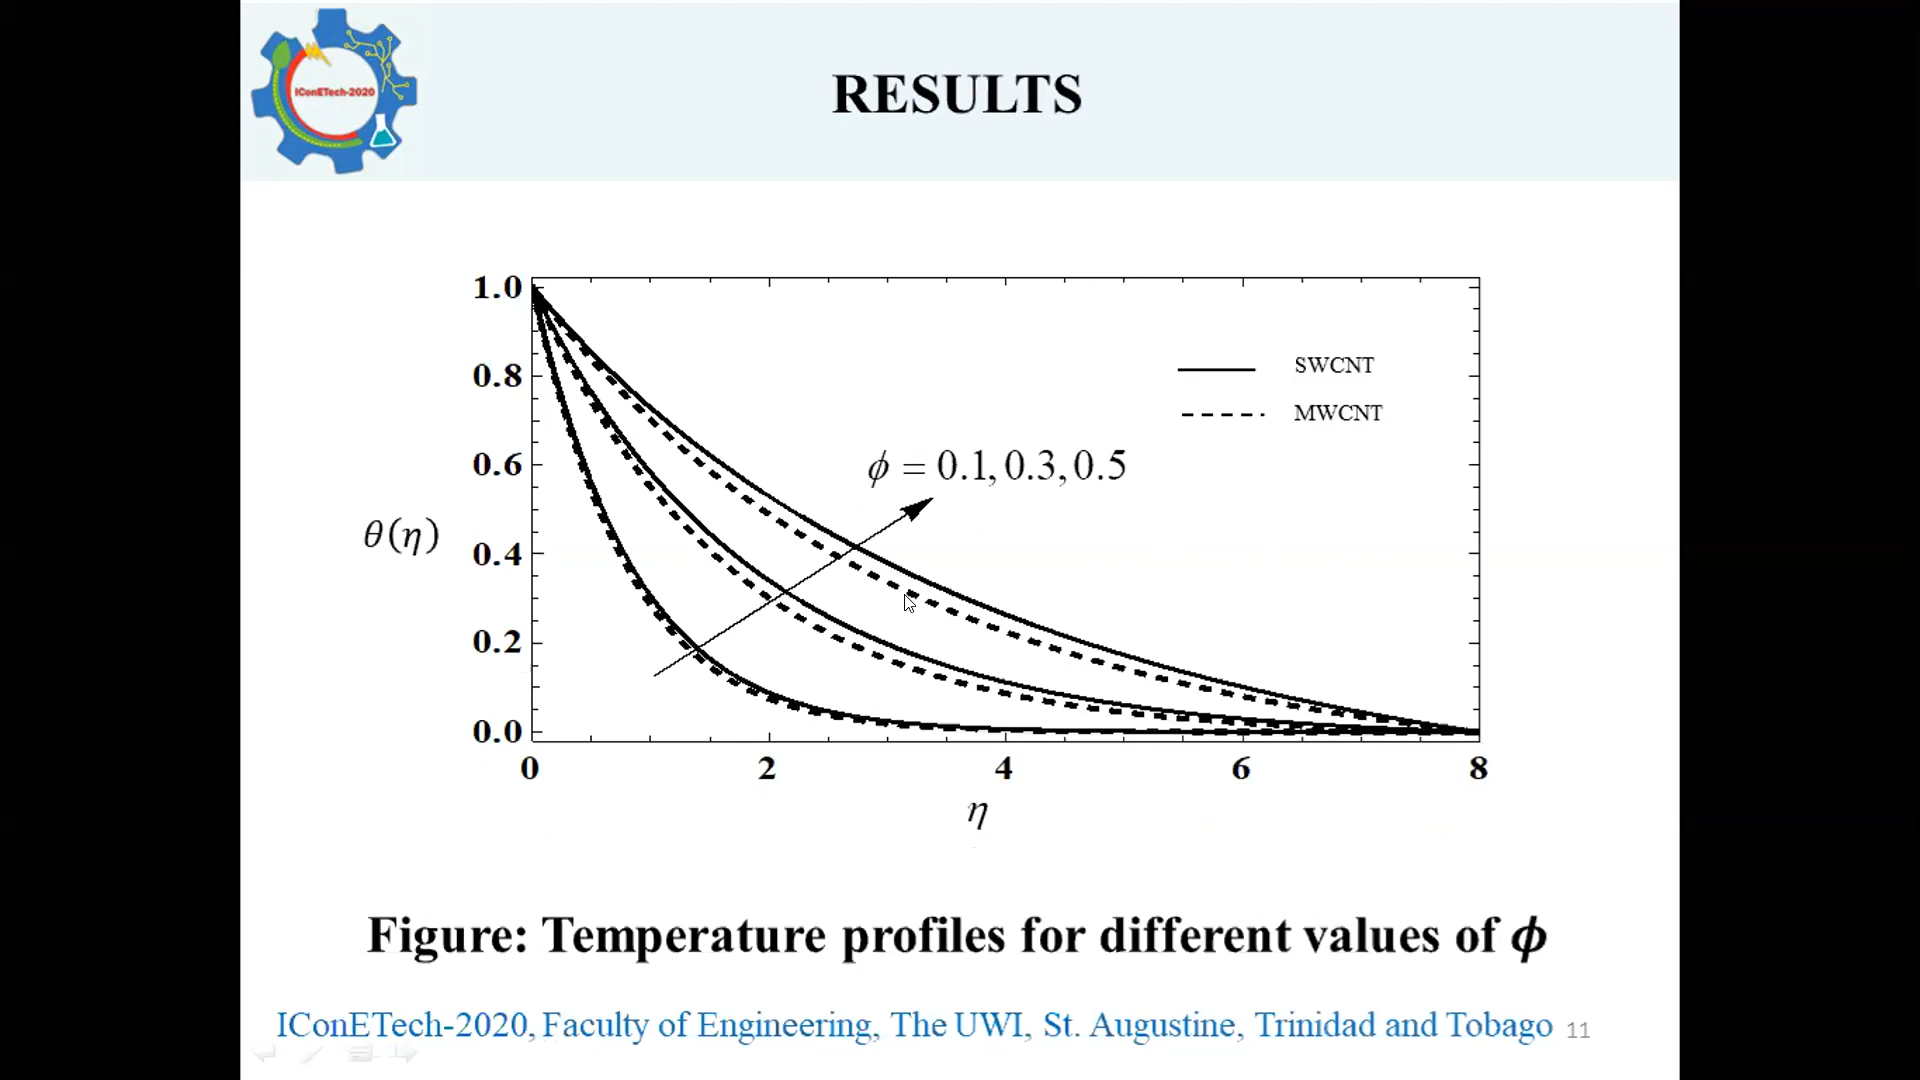 IConETech-2020
RESULTS
1.0
0.8
0.6
0.4
0.2
0.0
θ(η)
SWCNT
MWCNT
ϕ = 0.1, 0.3, 0.5
0 2 4 6 8
η
Figure: Temperature profiles for different values of ϕ
IConETech-2020, Faculty of Engineering, The UWI, St. Augustine, Trinidad and Tobago 11